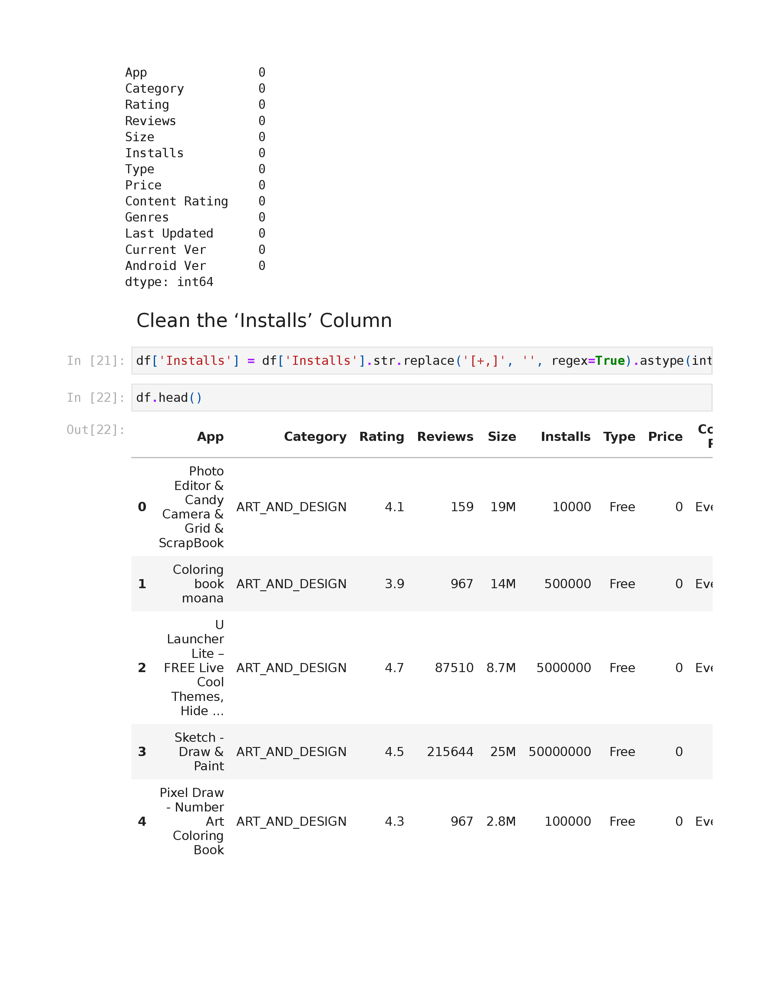 App 0
Category 0
Rating 0
Reviews 0
Size 0
Installs 0
Type 0
Price 0
Content Rating 0
Genres 0
Last Updated 0
Current Ver 0
Android Ver 0
dtype: int64
Clean the ‘Installs’ Column
In [21]: df['Installs'] = df['Installs'].str.replace('[+,]', '', regex=True).astype(int
In [22]: df.head()
Out[22]:
App Category Rating Reviews Size Installs Type Price
0 Photo Editor & Candy Camera & Grid & ScrapBook ART_AND_DESIGN 4.1 159 19M 10000 Free 0
1 Coloring book moana ART_AND_DESIGN 3.9 967 14M 500000 Free 0
2 U Launcher Lite – FREE Live Cool Themes, Hide ... ART_AND_DESIGN 4.7 87510 8.7M 5000000 Free 0
3 Sketch - Draw & Paint ART_AND_DESIGN 4.5 215644 25M 50000000 Free 0
4 Pixel Draw - Number Art Coloring Book ART_AND_DESIGN 4.3 967 2.8M 100000 Free 0